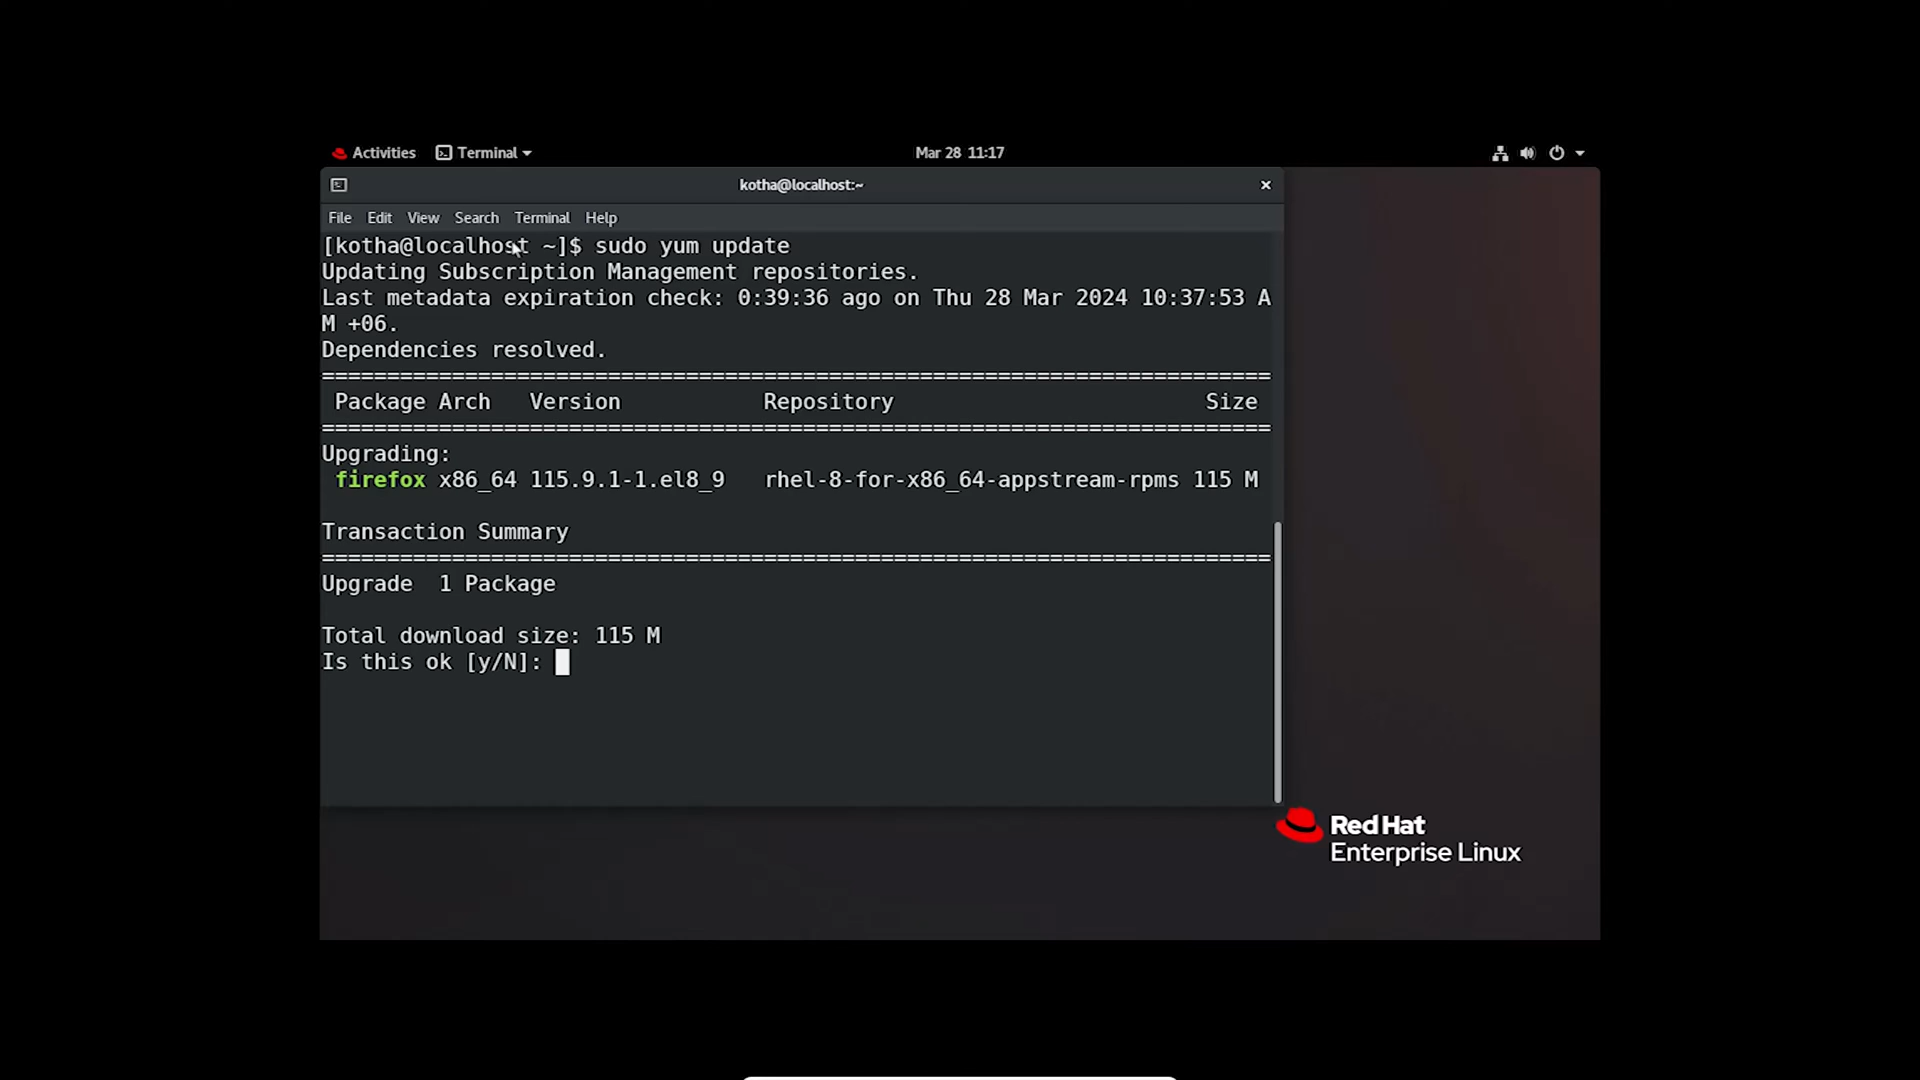 Activities Terminal Mar 28 11:17
kotha@localhost:~
File Edit View Search Terminal Help
[kotha@localhost ~]$ sudo yum update
Updating Subscription Management repositories.
Last metadata expiration check: 0:39:36 ago on Thu 28 Mar 2024 10:37:53 A
M +06.
Dependencies resolved.
=========================================================================
Package Arch Version Repository Size
=========================================================================
Upgrading:
firefox x86_64 115.9.1-1.el8_9 rhel-8-for-x86_64-appstream-rpms 115 M
Transaction Summary
=========================================================================
Upgrade 1 Package
Total download size: 115 M
Is this ok [y/N]:
Red Hat
Enterprise Linux